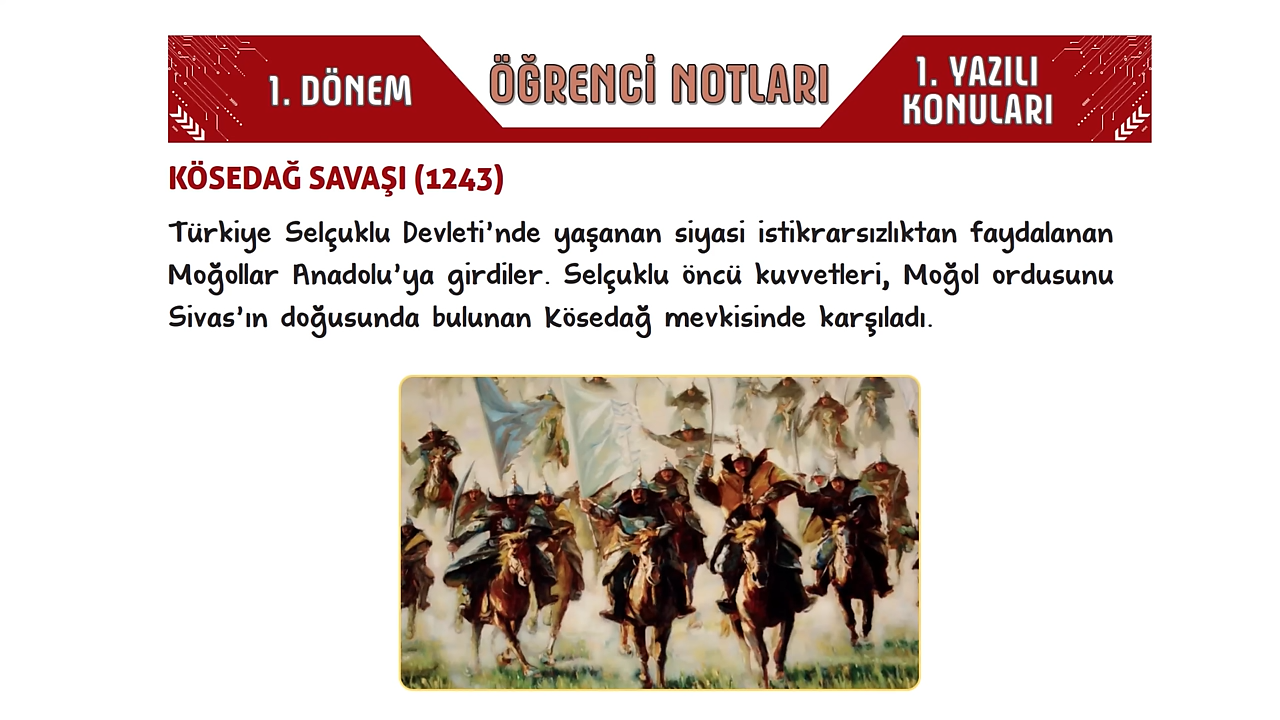 1. DÖNEM
ÖĞRENCİ NOTLARI
1. YAZILI
KONULARI
KÖSEDAĞ SAVAŞI (1243)
Türkiye Selçuklu Devleti'nde yaşanan siyasi istikrarsızlıktan faydalanan
Moğollar Anadolu'ya girdiler. Selçuklu öncü kuvvetleri, Moğol ordusunu
Sivas'ın doğusunda bulunan Kösedağ mevkisinde karşıladı.